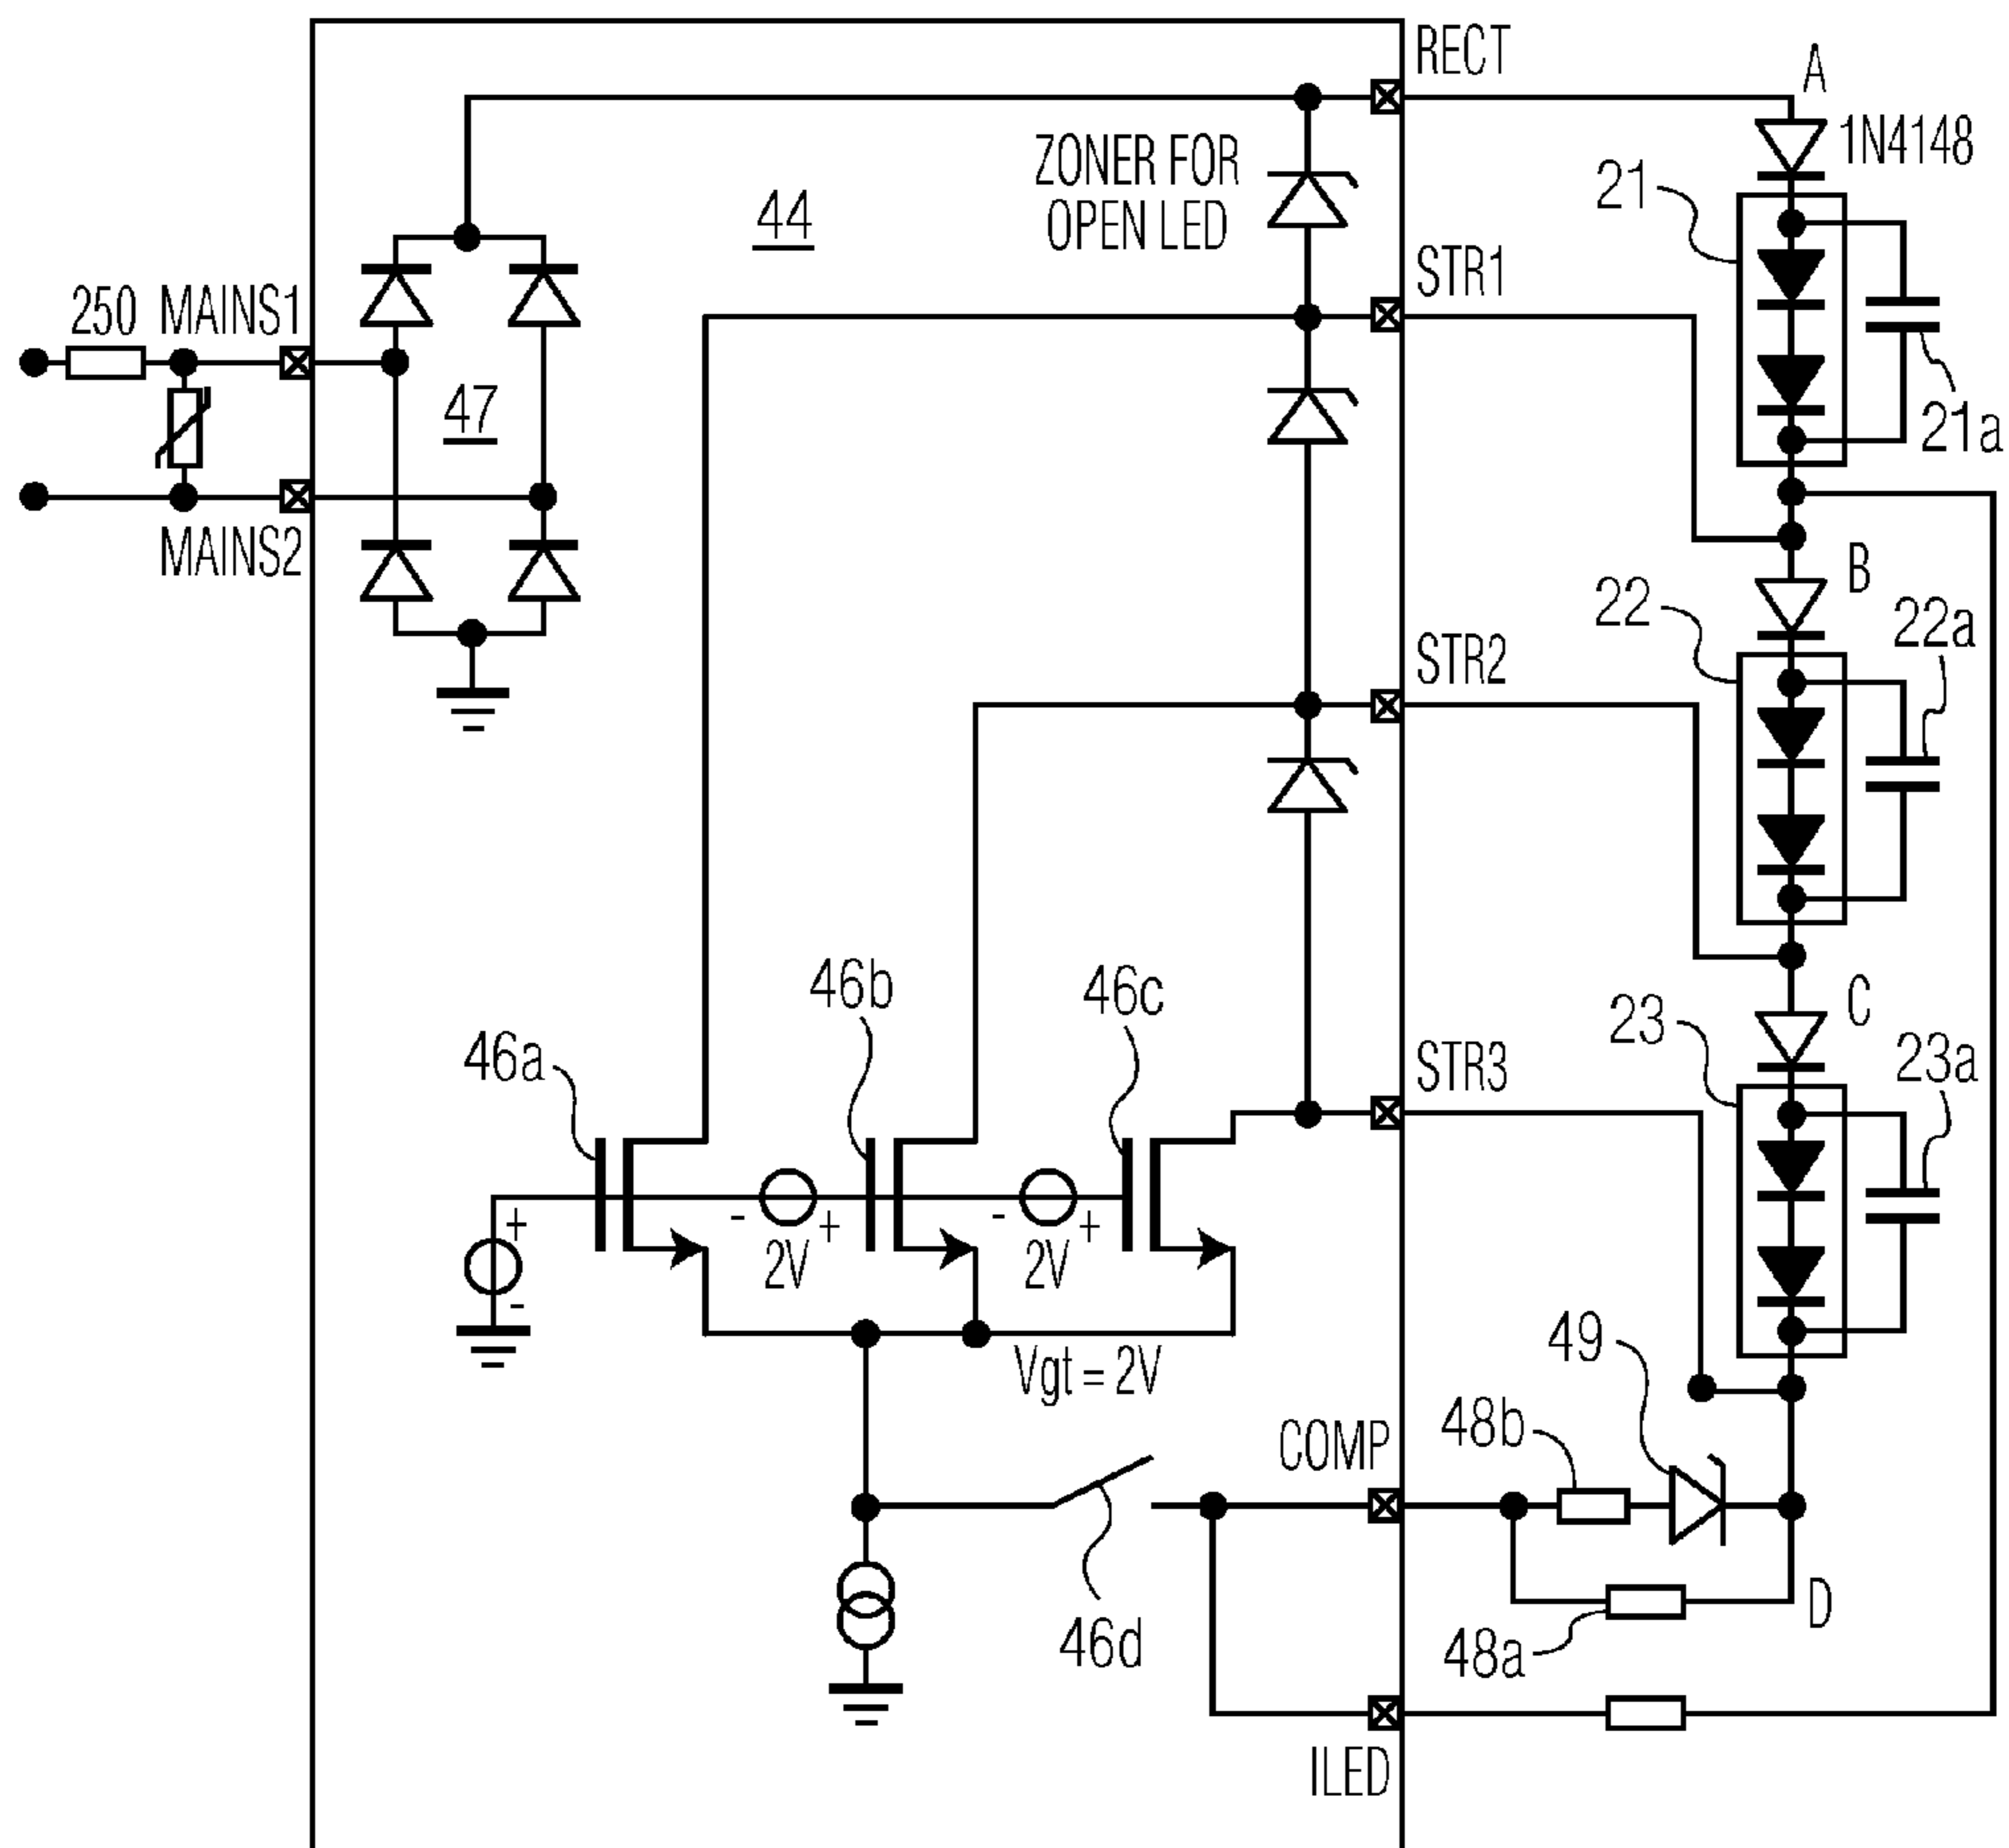 RECT
A
1N4148
ZONER FOR
OPEN LED
44
21
STR1
250
MAINS1
47
21a
MAINS2
B
22
22a
STR2
46b
46c
C
23
46a
STR3
23a
+
-
-
+
2V
-
+
2V
Vgt = 2V
49
48b
COMP
D
46d
48a
ILED